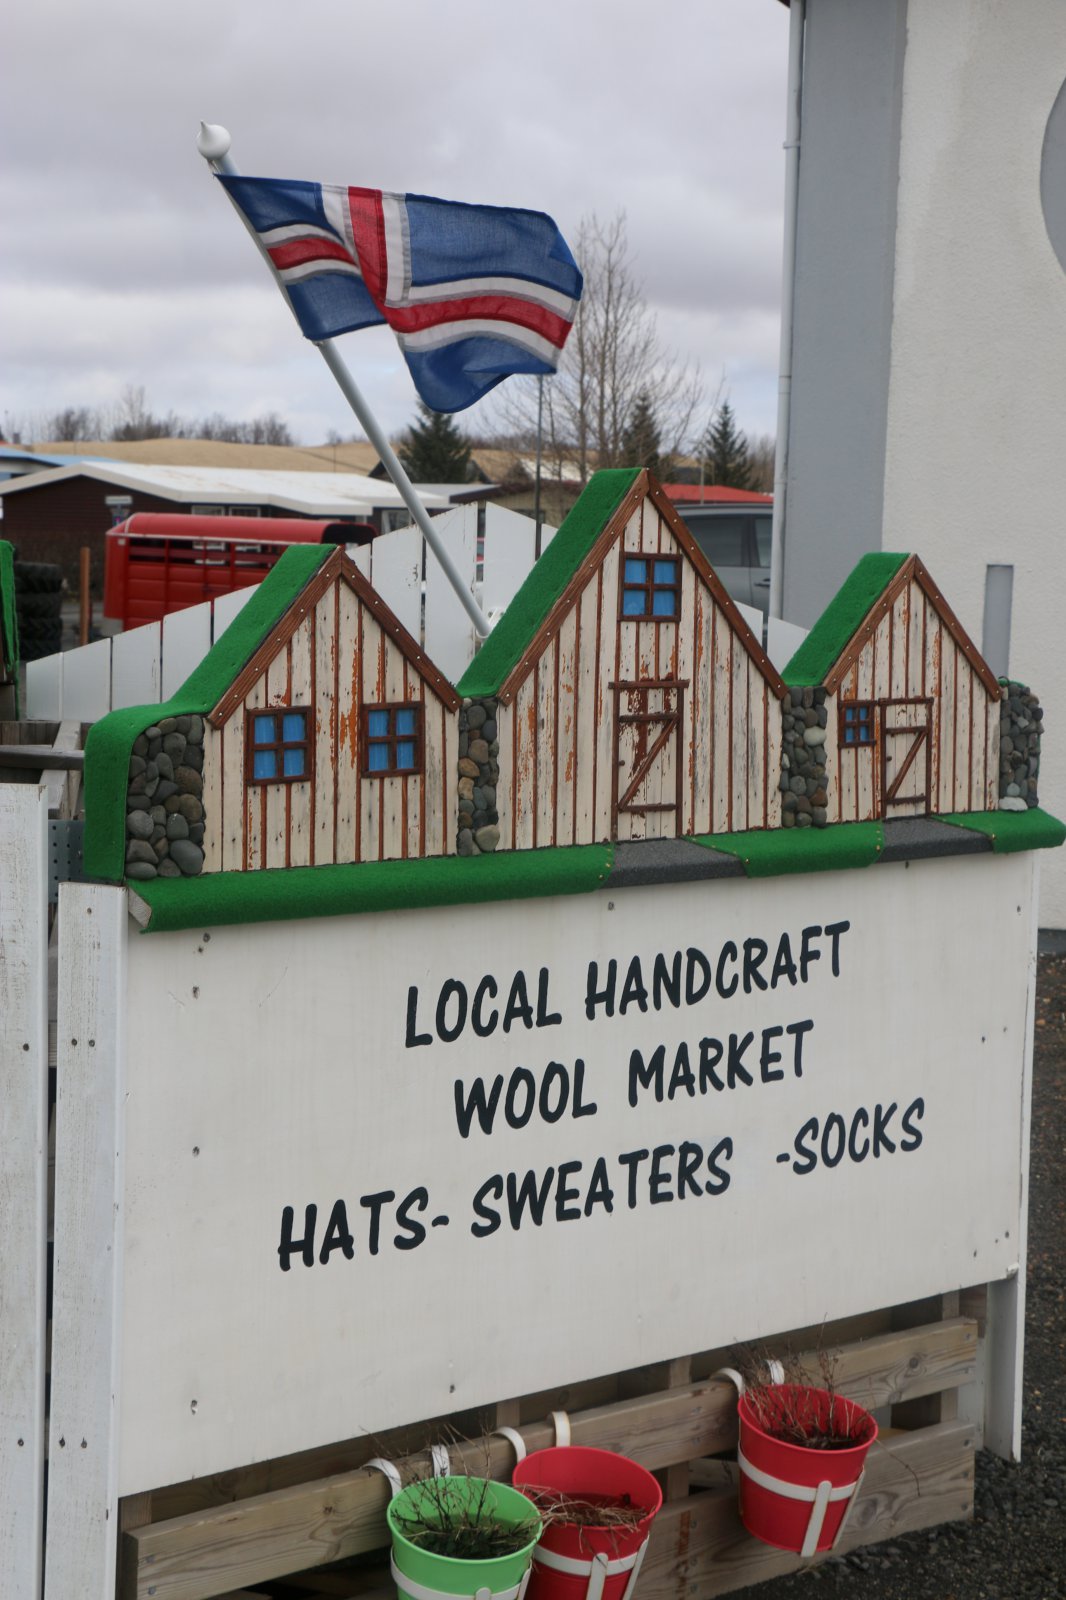 LOCAL HANDCRAFT
WOOL MARKET
HATS- SWEATERS -SOCKS